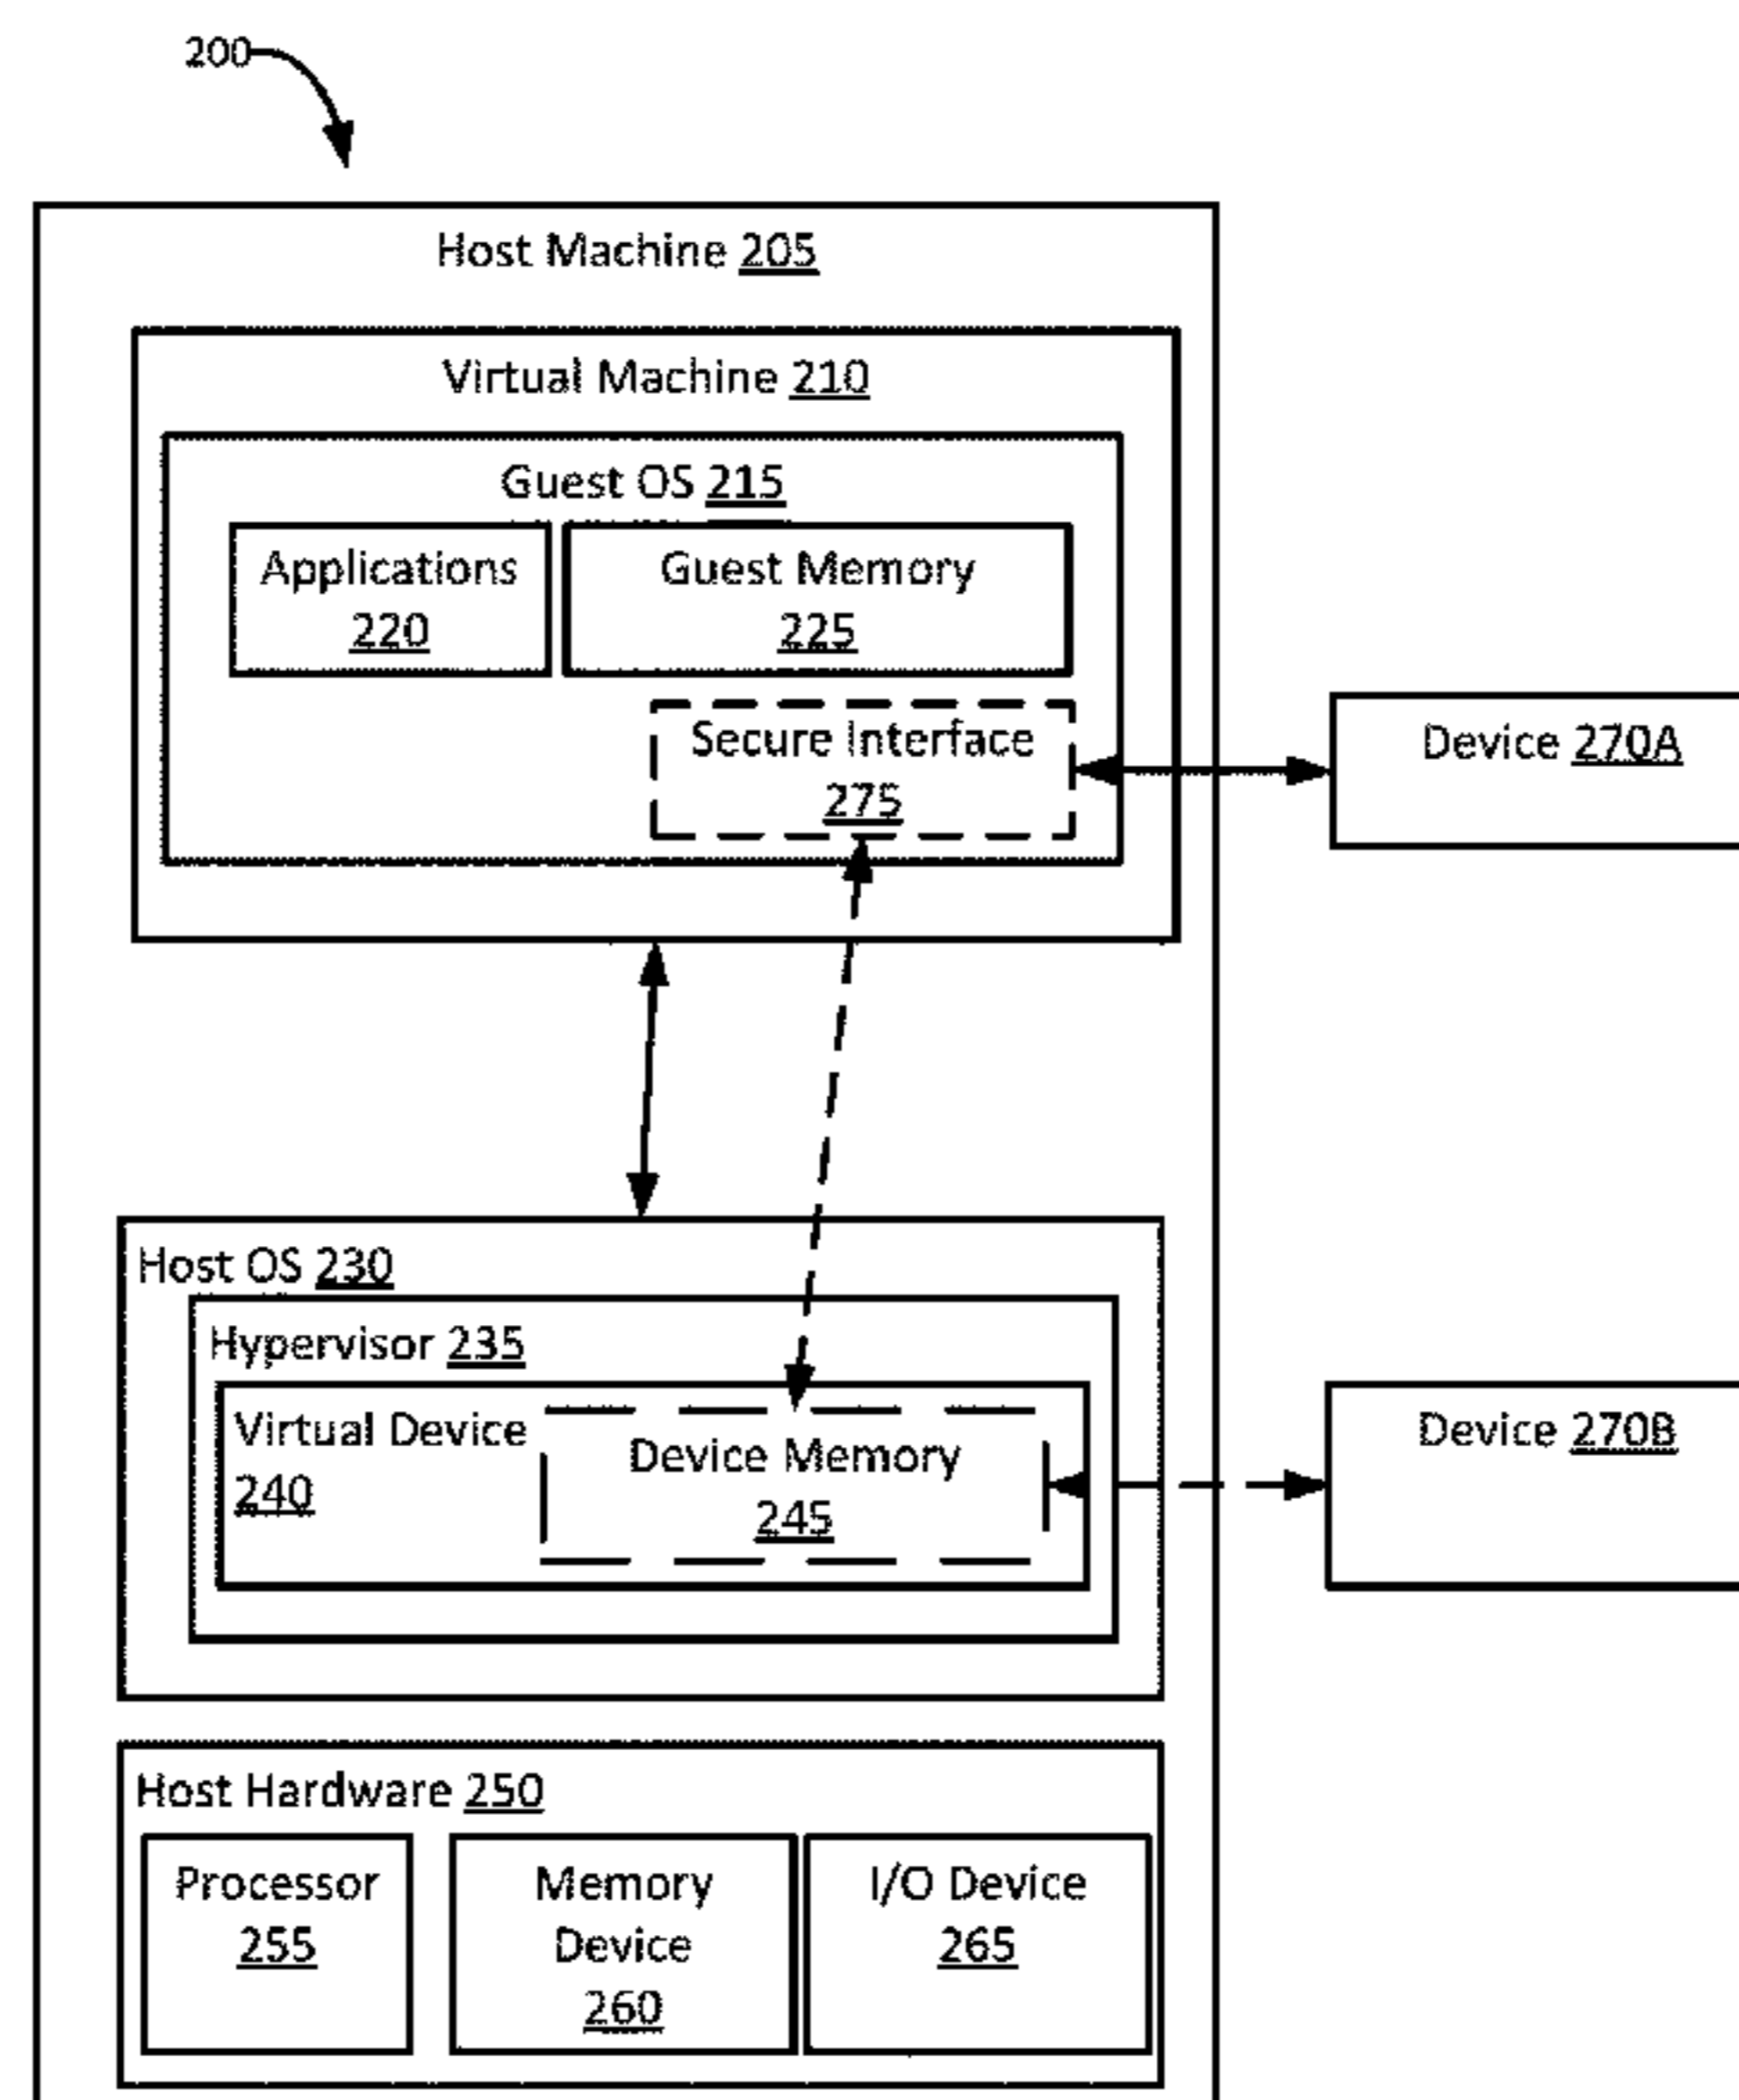 200
Host Machine 205
Virtual Machine 210
Guest OS 215
Applications
220
Guest Memory
225
Secure Interface
275
Device 270A
Host OS 230
Hypervisor 235
Virtual Device
240
Device Memory
245
Device 270B
Host Hardware 250
Processor
255
Memory
Device
260
I/O Device
265